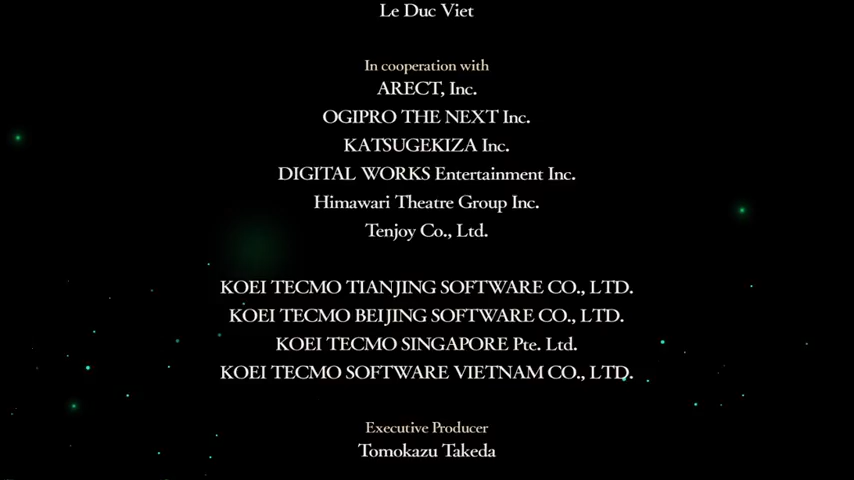 Le Duc Viet
In cooperation with
ARECT, Inc.
OGIPRO THE NEXT Inc.
KATSUGEKIZA Inc.
DIGITAL WORKS Entertainment Inc.
Himawari Theatre Group Inc.
Tenjoy Co., Ltd.
KOEI TECMO TIANJING SOFTWARE CO., LTD.
KOEI TECMO BEIJING SOFTWARE CO., LTD.
KOEI TECMO SINGAPORE Pte. Ltd.
KOEI TECMO SOFTWARE VIETNAM CO., LTD.
Executive Producer
Tomokazu Takeda